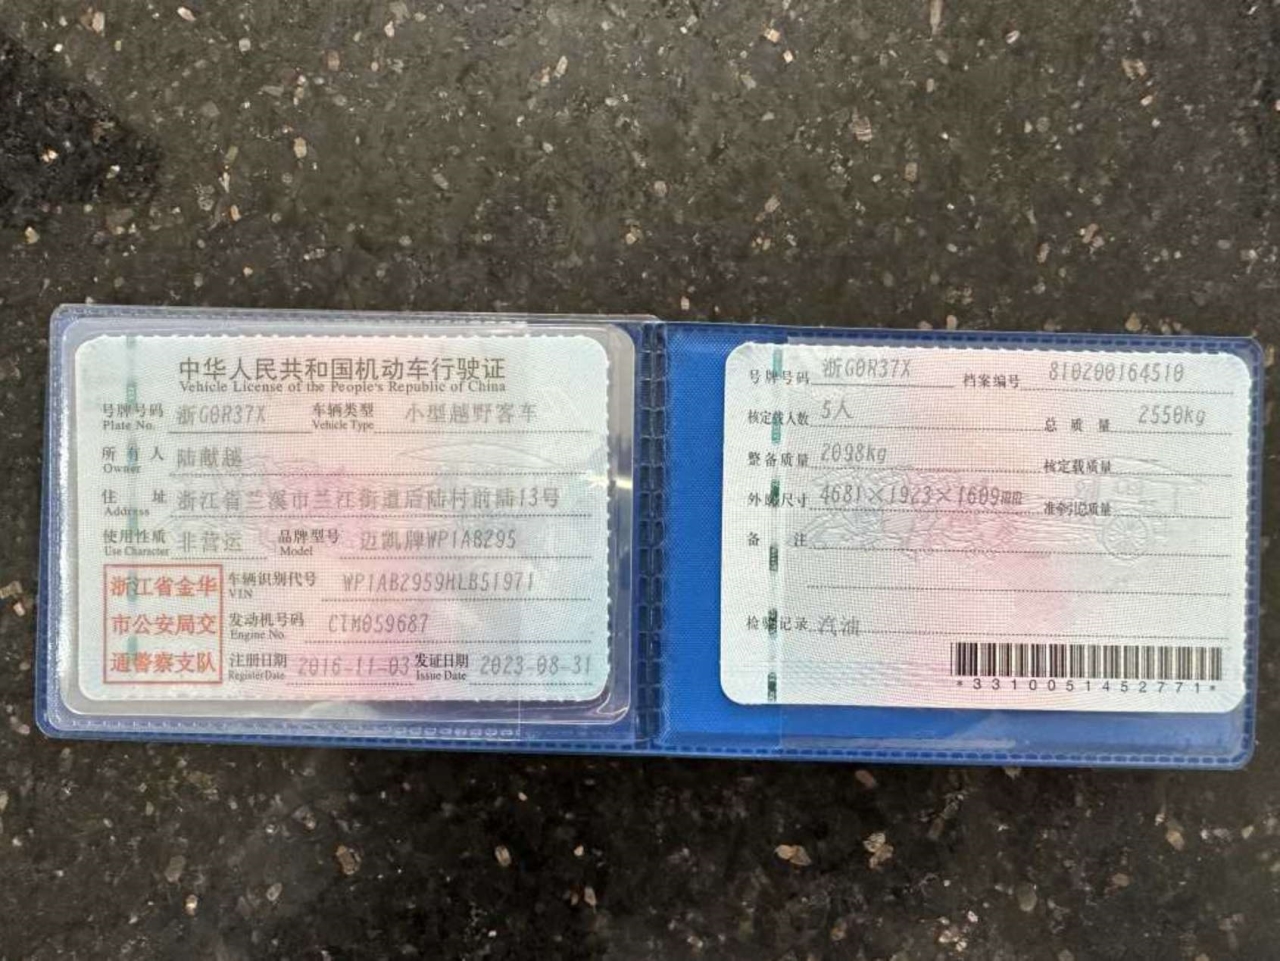 中华人民共和国机动车行驶证
Vehicle License of the People's Republic of China
号牌号码 浙G0R37X 车辆类型 小型越野客车
Plate No. Vehicle Type
所有人 陆献越
Owner
住址 浙江省兰溪市兰江街道后陆村前陆13号
Address
使用性质 非营运 品牌型号 迈凯牌WP1AB295
Use Character Model
浙江省金华
市公安局交
通警察支队
车辆识别代号 WP1AB2959HLB51971
VIN
发动机号码 CTM059687
Engine No.
注册日期 2016-11-03 发证日期 2023-08-31
Register Date Issue Date
号牌号码 浙G0R37X 档案编号 810200164510
核定载人数 5人 总质量 2550kg
整备质量 2098kg 核定载质量
外廓尺寸 4681×1923×1609mm 准牵引总质量
备注
检验记录 汽油
*3310051452771*